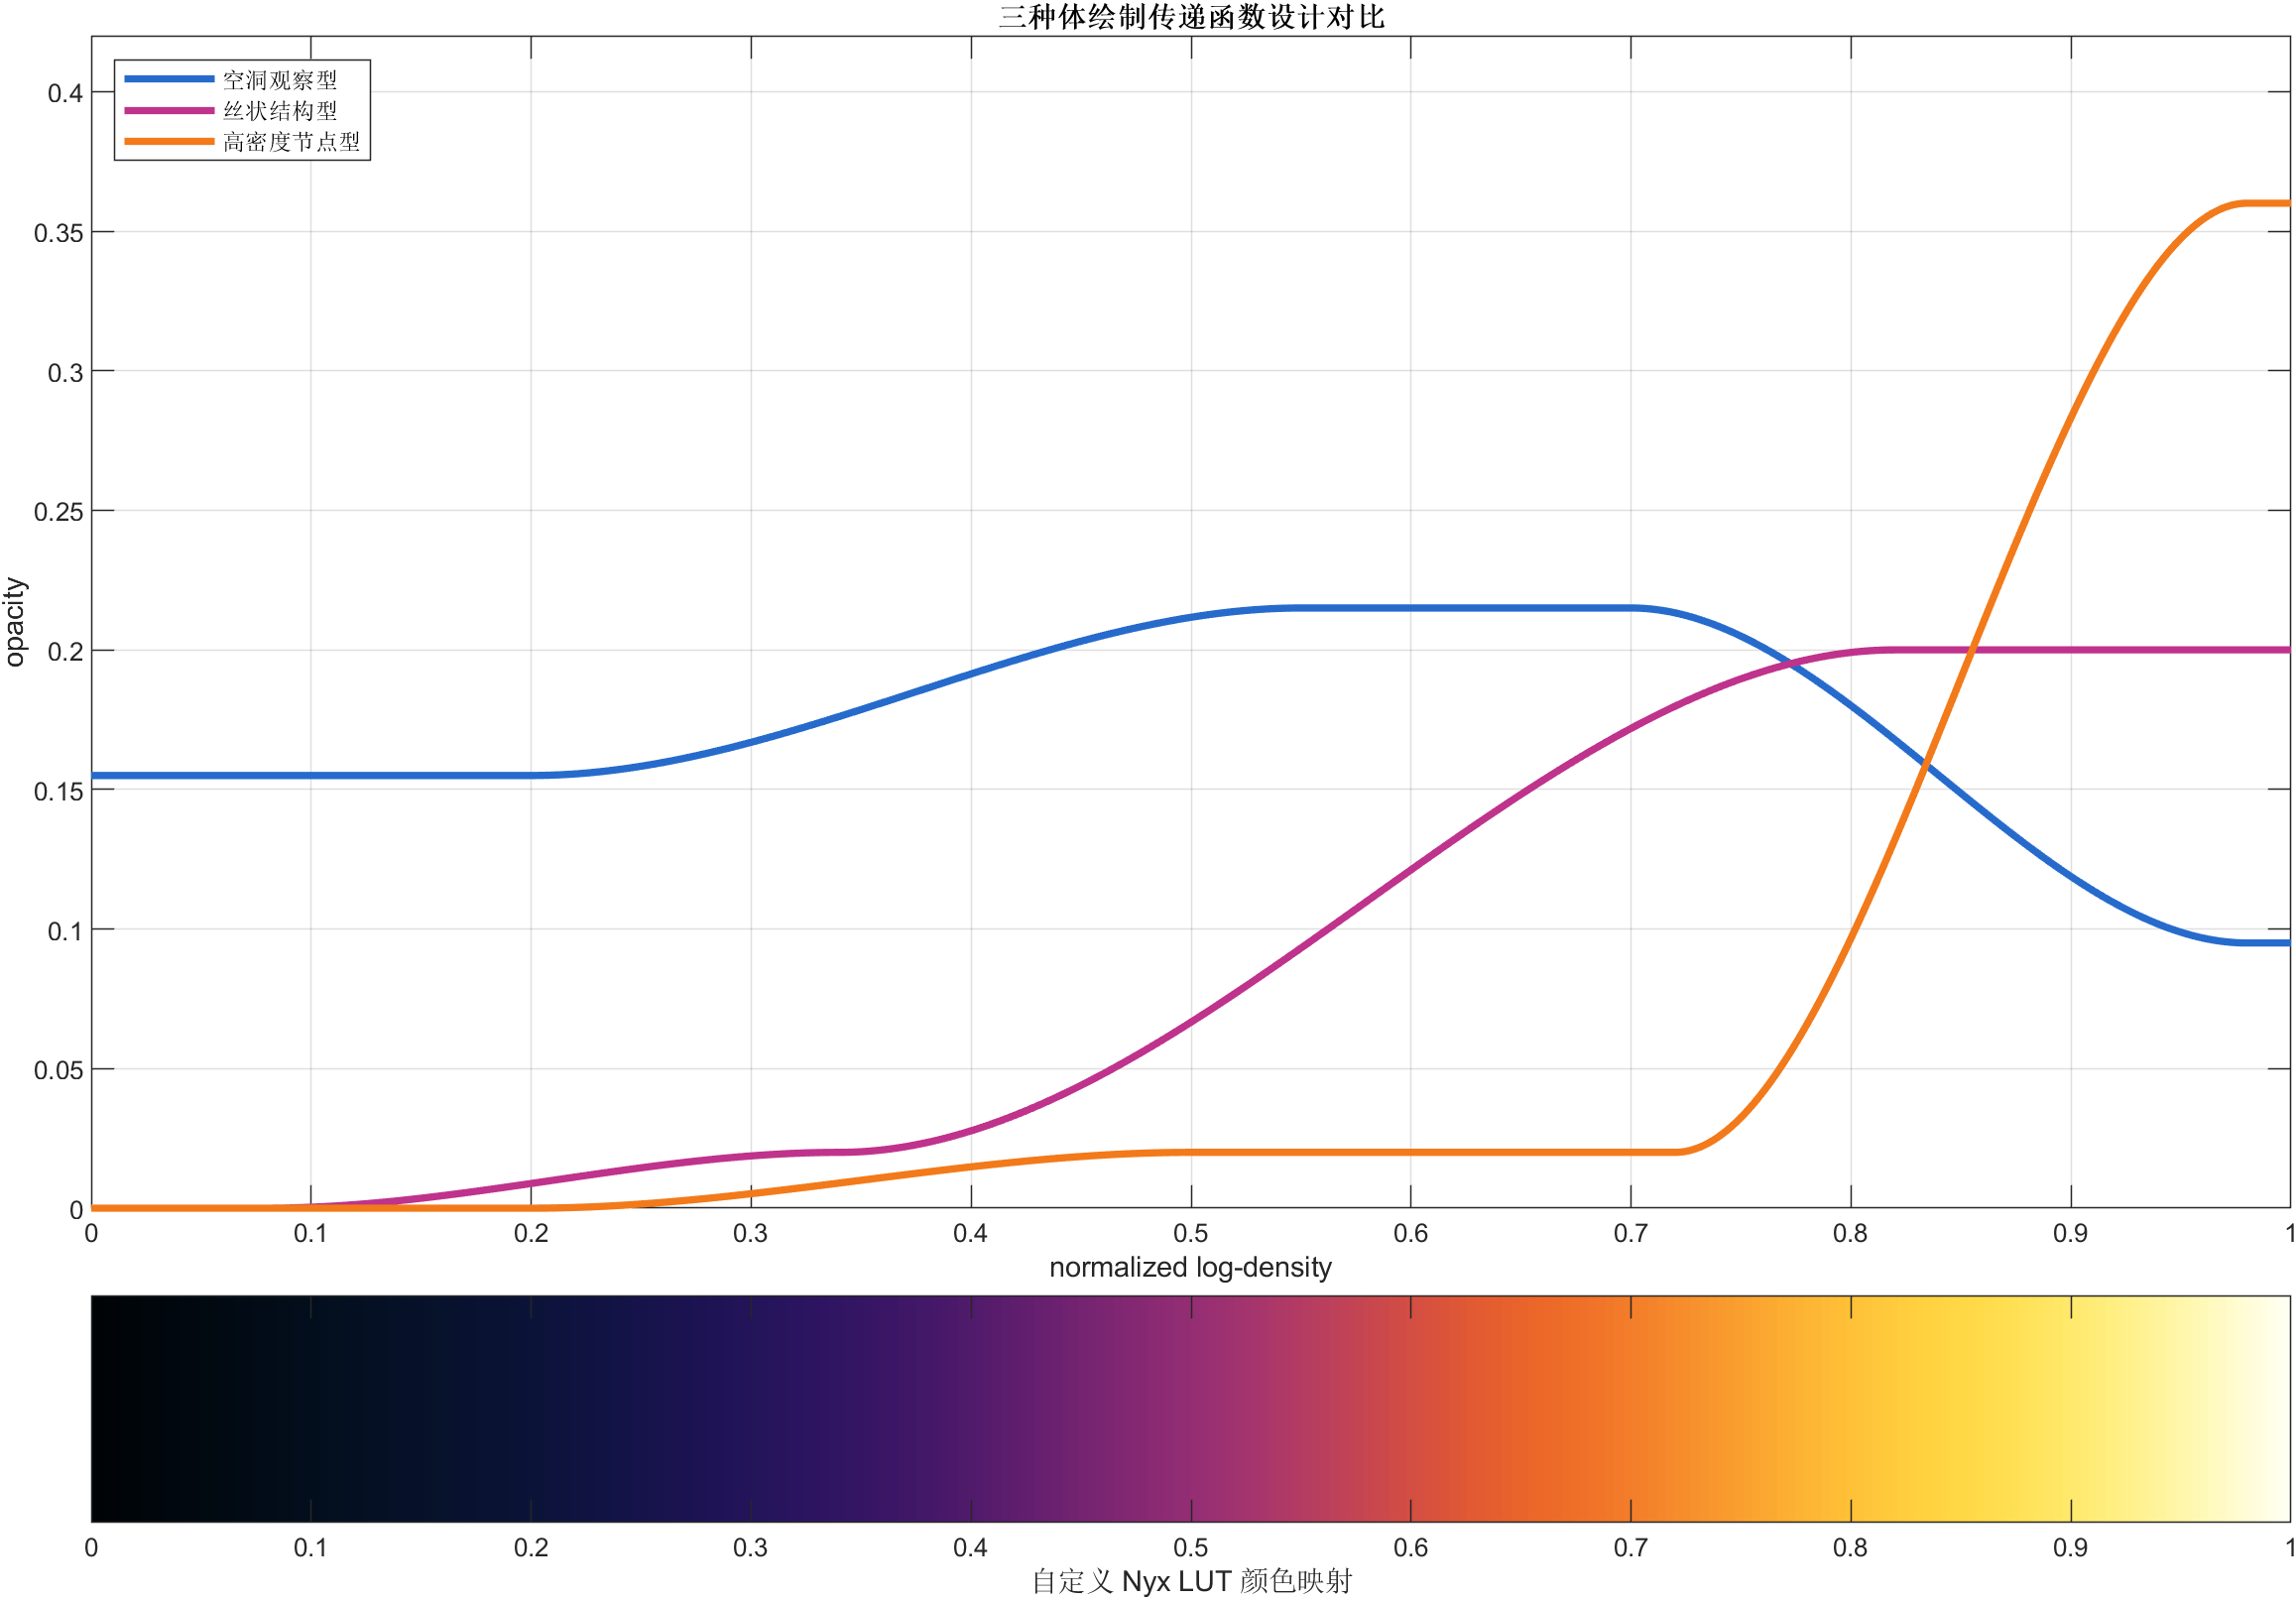 三种体绘制传递函数设计对比
空洞观察型
丝状结构型
高密度节点型
0.4
0.35
0.3
0.25
0.2
0.15
0.1
0.05
0
opacity
0 0.1 0.2 0.3 0.4 0.5 0.6 0.7 0.8 0.9 1
normalized log-density
0 0.1 0.2 0.3 0.4 0.5 0.6 0.7 0.8 0.9 1
自定义 Nyx LUT 颜色映射